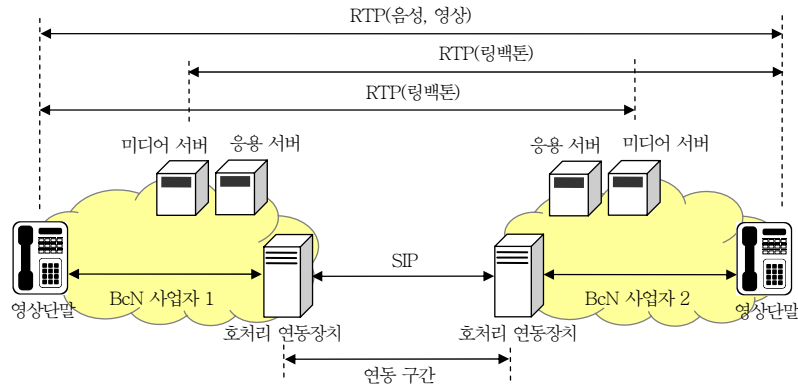 RTP(음성, 영상)
RTP(링백톤)
RTP(링백톤)
미디어 서버
응용 서버
응용 서버
미디어 서버
SIP
BcN 사업자 1
BcN 사업자 2
영상단말
영상단말
호처리 연동장치
호처리 연동장치
연동 구간